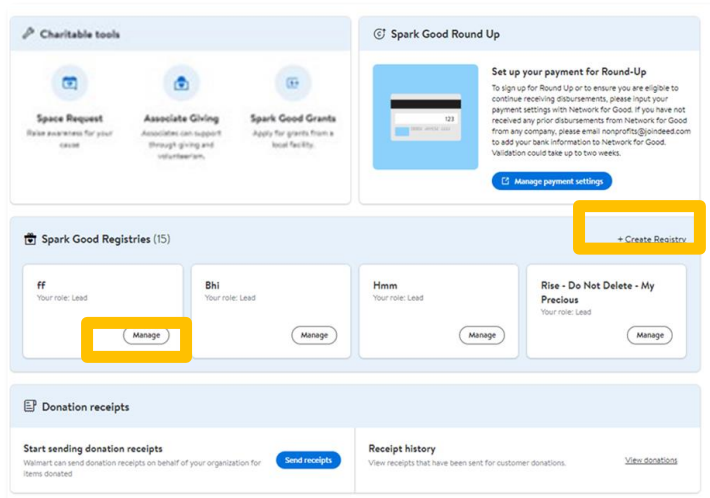 Charitable tools
Space Request
Raise awareness for your
cause
Associate Giving
Associates can support
through giving and
volunteerism.
Spark Good Grants
Apply for grants from a
local facility.
Spark Good Round Up
123
Set up your payment for Round-Up
To sign up for Round Up or to ensure you are eligible to
continue receiving disbursements, please input your
payment settings with Network for Good. If you have not
received any prior disbursements from Network for Good
from any company, please email nonprofits@joindeed.com
to add your bank information to Network for Good.
Validation could take up to two weeks.
Manage payment settings
Spark Good Registries (15)
+ Create Registry
ff
Your role: Lead
Manage
Bhi
Your role: Lead
Manage
Hmm
Your role: Lead
Manage
Rise - Do Not Delete - My
Precious
Your role: Lead
Manage
Donation receipts
Start sending donation receipts
Walmart can send donation receipts on behalf of your organization for
items donated
Send receipts
Receipt history
View receipts that have been sent for customer donations.
View donations